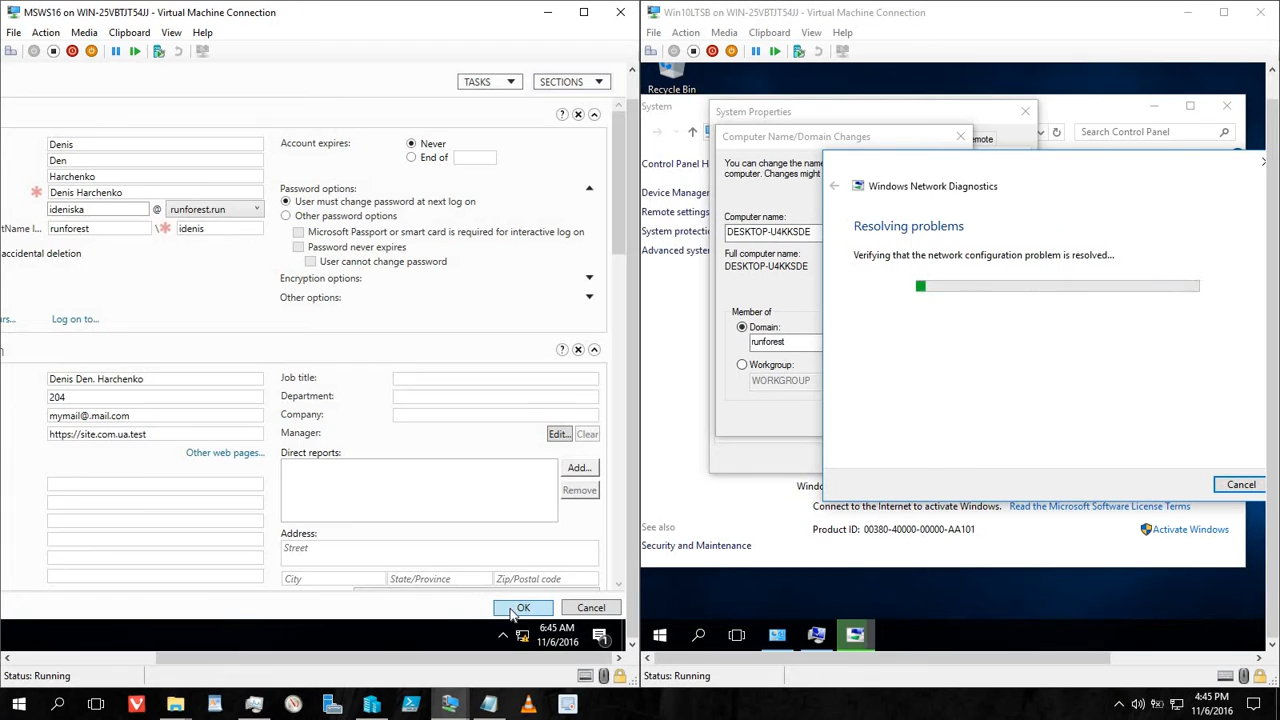 MSWS16 on WIN-25VBTJT54JJ - Virtual Machine Connection
File Action Media Clipboard View Help
TASKS SECTIONS
Denis
Den
Harchenko
* Denis Harchenko
ideniska @ runforest.run
tName l... runforest \* idenis
accidental deletion
Account expires: Never
End of
Password options:
User must change password at next log on
Other password options
Microsoft Passport or smart card is required for interactive log on
Password never expires
User cannot change password
Encryption options:
Other options:
urs... Log on to...
Denis Den. Harchenko
204
mymail@.mail.com
https://site.com.ua.test
Other web pages...
Job title:
Department:
Company:
Manager: Edit... Clear
Direct reports:
Add...
Remove
Address:
Street
City State/Province Zip/Postal code
OK Cancel
6:45 AM
11/6/2016
1
Status: Running
Win10LTSB on WIN-25VBTJT54JJ - Virtual Machine Connection
File Action Media Clipboard View Help
Recycle Bin
System
Search Control Panel
Control Panel H
Device Manager
Remote settings
System protecti
Advanced syste
System Properties
emote
Computer Name/Domain Changes
You can change the name
computer. Changes might
Computer name:
DESKTOP-U4KKSDE
Full computer name:
DESKTOP-U4KKSDE
Member of
Domain:
runforest
Workgroup:
WORKGROUP
Windows Network Diagnostics
Resolving problems
Verifying that the network configuration problem is resolved...
Cancel
Windo
Connect to the Internet to activate Windows. Read the Microsoft Software License Terms
Product ID: 00380-40000-00000-AA101 Activate Windows
See also
Security and Maintenance
Status: Running
4:45 PM
11/6/2016